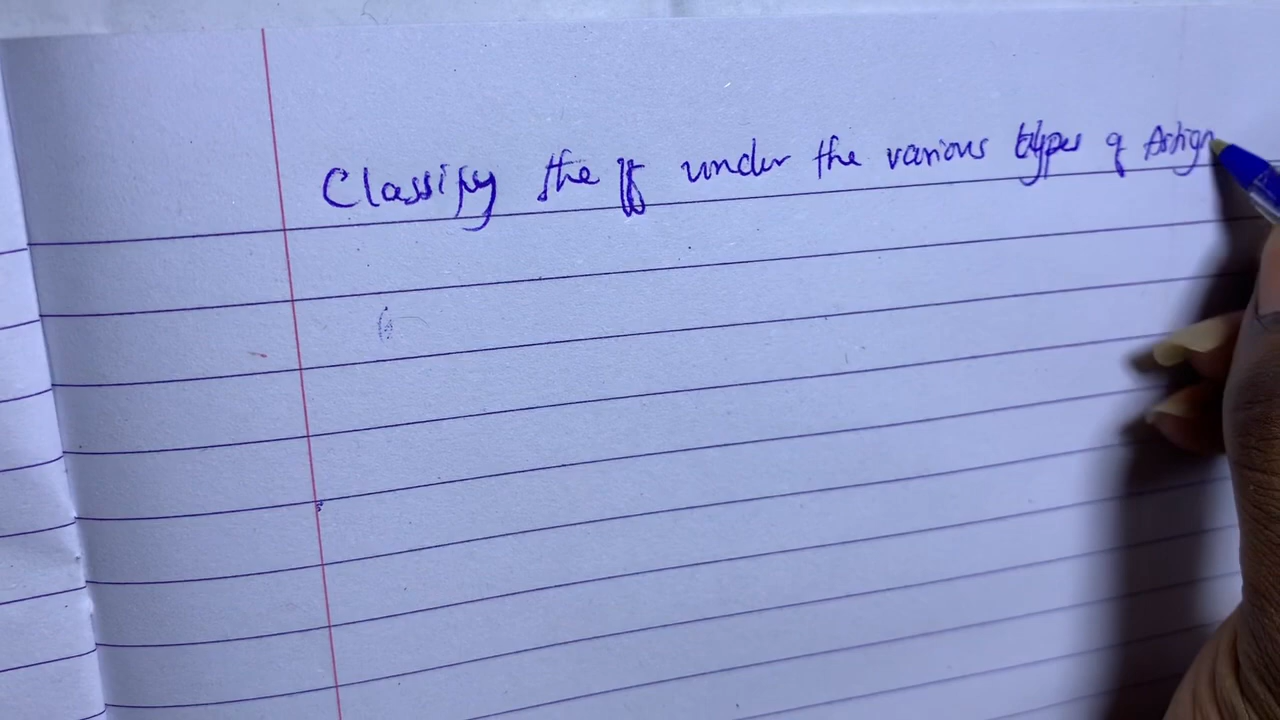 Classify the ff under the various types of